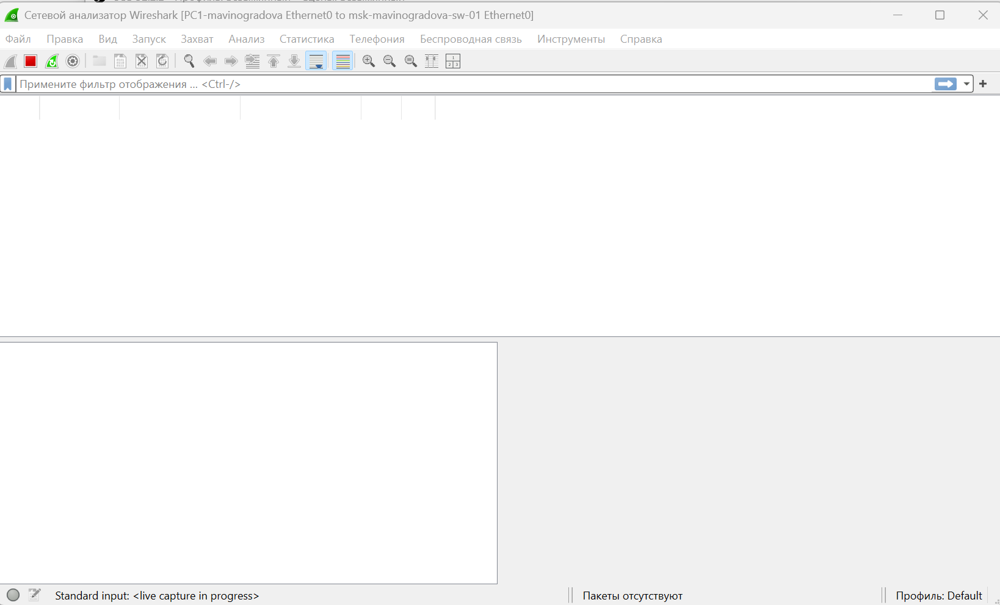 Сетевой анализатор Wireshark [PC1-mavinogradova Ethernet0 to msk-mavinogradova-sw-01 Ethernet0]
Файл Правка Вид Запуск Захват Анализ Статистика Телефония Беспроводная связь Инструменты Справка
Примените фильтр отображения ... <Ctrl-/>
Standard input: <live capture in progress> Пакеты отсутствуют Профиль: Default